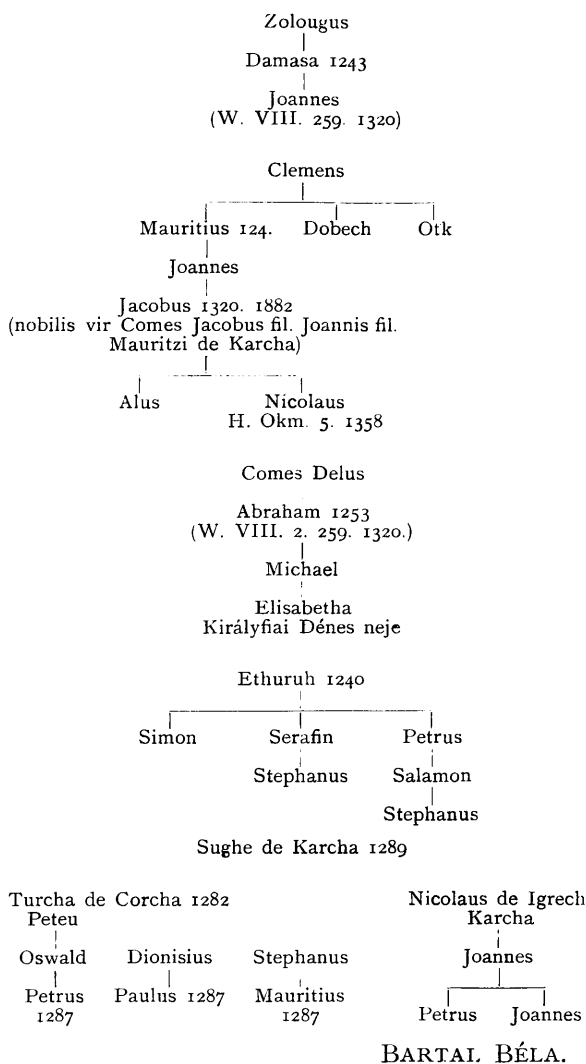 Zolougus
Damasa 1243
Joannes
(W. VIII. 259. 1320)
Clemens
Mauritius 124. Dobech Otk
Joannes
Jacobus 1320. 1882
(nobilis vir Comes Jacobus fil. Joannis fil.
Mauritzi de Karcha)
Alus Nicolaus
H. Okm. 5. 1358
Comes Delus
Abraham 1253
(W. VIII. 2. 259. 1320.)
Michael
Elisabetha
Királyfiai Dénes neje
Ethuruh 1240
Simon Serafin Petrus
Stephanus Salamon
Stephanus
Sughe de Karcha 1289
Turcha de Corcha 1282
Peteu
Oswald Dionisius Stephanus
Petrus Paulus 1287 Mauritius
1287 1287
Nicolaus de Igrech
Karcha
Joannes
Petrus Joannes
BARTAL BÉLA.